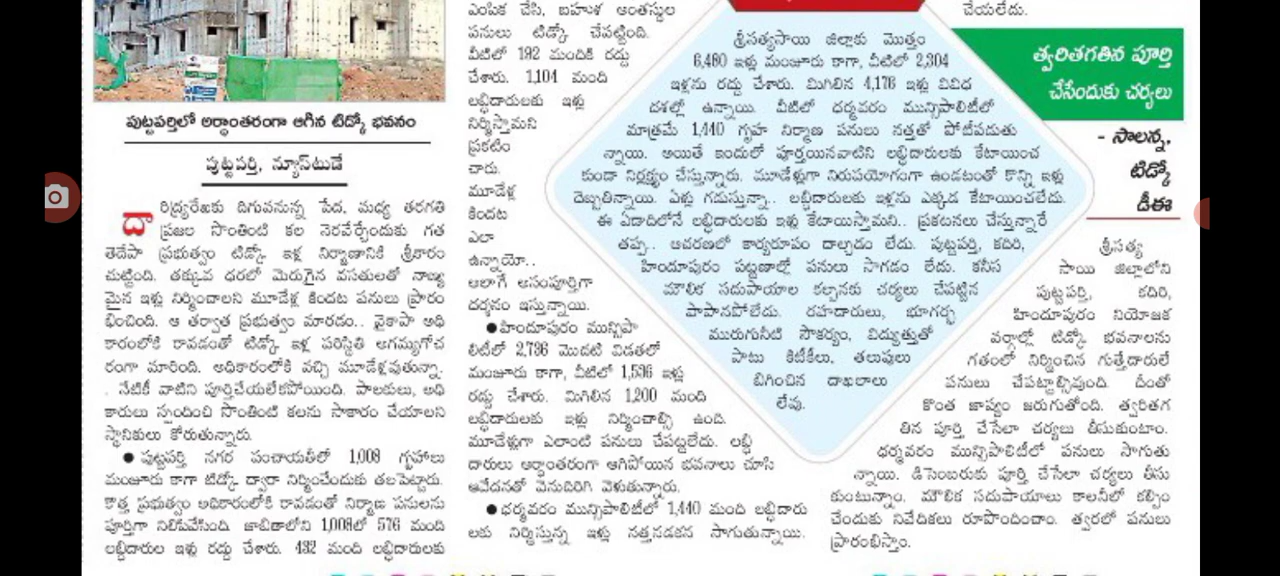 పుట్టపర్తిలో అర్ధాంతరంగా ఆగిన టిడ్కో భవనం
పుట్టపర్తి, న్యూస్‌టుడే
దారిద్ర్యరేఖకు దిగువనున్న పేద, మధ్య తరగతి
ప్రజల సొంతింటి కల నెరవేర్చేందుకు గత
తెదేపా ప్రభుత్వం టిడ్కో ఇళ్ల నిర్మాణానికి శ్రీకారం
చుట్టింది. తక్కువ ధరలో మెరుగైన వసతులతో నాణ్య
మైన ఇళ్లు నిర్మించాలని మూడేళ్ల కిందట పనులు ప్రారం
భించింది. ఆ తర్వాత ప్రభుత్వం మారడం.. వైకాపా అధి
కారంలోకి రావడంతో టిడ్కో ఇళ్ల పరిస్థితి అగమ్యగోచ
రంగా మారింది. అధికారంలోకి వచ్చి మూడేళ్లవుతున్నా.
. నేటికీ వాటిని పూర్తిచేయలేకపోయింది. పాలకులు, అధి
కారులు స్పందించి సొంతింటి కలను సాకారం చేయాలని
స్థానికులు కోరుతున్నారు.
● పుట్టపర్తి నగర పంచాయతీలో 1,008 గృహాలు
మంజూరు కాగా టిడ్కో ద్వారా నిర్మించేందుకు తలపెట్టారు.
కొత్త ప్రభుత్వం అధికారంలోకి రావడంతో నిర్మాణ పనులను
పూర్తిగా నిలిపివేసింది. జాబితాలోని 1,008లో 576 మంది
లబ్ధిదారుల ఇళ్లు రద్దు చేశారు. 432 మంది లబ్ధిదారులకు
ఎంపిక చేసి, బహుళ అంతస్తుల
పనులు టిడ్కో చేపట్టింది.
వీటిలో 192 మందికి రద్దు
చేశారు. 1,104 మంది
లబ్ధిదారులకు ఇళ్లు
నిర్మిస్తామని
ప్రకటిం
చారు.
మూడేళ్ల
కిందట
ఎలా
ఉన్నాయో..
అలాగే అసంపూర్తిగా
దర్శనం ఇస్తున్నాయి.
● హిందూపురం మున్సిపా
లిటీలో 2,736 మొదటి విడతలో
మంజూరు కాగా, వీటిలో 1,536 ఇళ్లు
రద్దు చేశారు. మిగిలిన 1,200 మంది
లబ్ధిదారులకు ఇళ్లు నిర్మించాల్సి ఉంది.
మూడేళ్లుగా ఎలాంటి పనులు చేపట్టలేదు. లబ్ధి
దారులు అర్ధాంతరంగా ఆగిపోయిన భవనాలు చూసి
ఆవేదనతో వెనుదిరిగి వెళుతున్నారు.
● ధర్మవరం మున్సిపాలిటీలో 1,440 మంది లబ్ధిదారు
లకు నిర్మిస్తున్న ఇళ్లు నత్తనడకన సాగుతున్నాయి.
శ్రీసత్యసాయి జిల్లాకు మొత్తం
6,480 ఇళ్లు మంజూరు కాగా, వీటిలో 2,304
ఇళ్లను రద్దు చేశారు. మిగిలిన 4,176 ఇళ్లు వివిధ
దశల్లో ఉన్నాయి. వీటిలో ధర్మవరం మున్సిపాలిటీలో
మాత్రమే 1,440 గృహ నిర్మాణ పనులు నత్తతో పోటీపడుతు
న్నాయి. అయితే ఇందులో పూర్తయినవాటిని లబ్ధిదారులకు కేటాయించ
కుండా నిర్లక్ష్యం చేస్తున్నారు. మూడేళ్లుగా నిరుపయోగంగా ఉండటంతో కొన్ని ఇళ్లు
దెబ్బతిన్నాయి. ఏళ్లు గడుస్తున్నా.. లబ్ధిదారులకు ఇళ్లను ఎక్కడ కేటాయించలేదు.
ఈ ఏడాదిలోనే లబ్ధిదారులకు ఇళ్లు కేటాయిస్తామని.. ప్రకటనలు చేస్తున్నారే
తప్ప.. ఆచరణలో కార్యరూపం దాల్చడం లేదు. పుట్టపర్తి, కదిరి,
హిందూపురం పట్టణాల్లో పనులు సాగడం లేదు. కనీస
మౌలిక సదుపాయాల కల్పనకు చర్యలు చేపట్టిన
పాపానపోలేదు. రహదారులు, భూగర్భ
మురుగునీటి సౌకర్యం, విద్యుత్తుతో
పాటు కిటికీలు, తలుపులు
బిగించిన దాఖలాలు
లేవు.
చేయలేదు.
త్వరితగతిన పూర్తి
చేసేందుకు చర్యలు
- సాలన్న,
టిడ్కో
డీఈ
శ్రీసత్య
సాయి జిల్లాలోని
పుట్టపర్తి, కదిరి,
హిందూపురం నియోజక
వర్గాల్లో టిడ్కో భవనాలను
గతంలో నిర్మించిన గుత్తేదారులే
పనులు చేపట్టాల్సివుంది. దీంతో
కొంత జాప్యం జరుగుతోంది. త్వరితగ
తిన పూర్తి చేసేలా చర్యలు తీసుకుంటాం.
ధర్మవరం మున్సిపాలిటీలో పనులు సాగుతు
న్నాయి. డిసెంబరుకు పూర్తి చేసేలా చర్యలు తీసు
కుంటున్నాం. మౌలిక సదుపాయాలు కాలనీలో కల్పిం
చేందుకు నివేదికలు రూపొందించాం. త్వరలో పనులు
ప్రారంభిస్తాం.